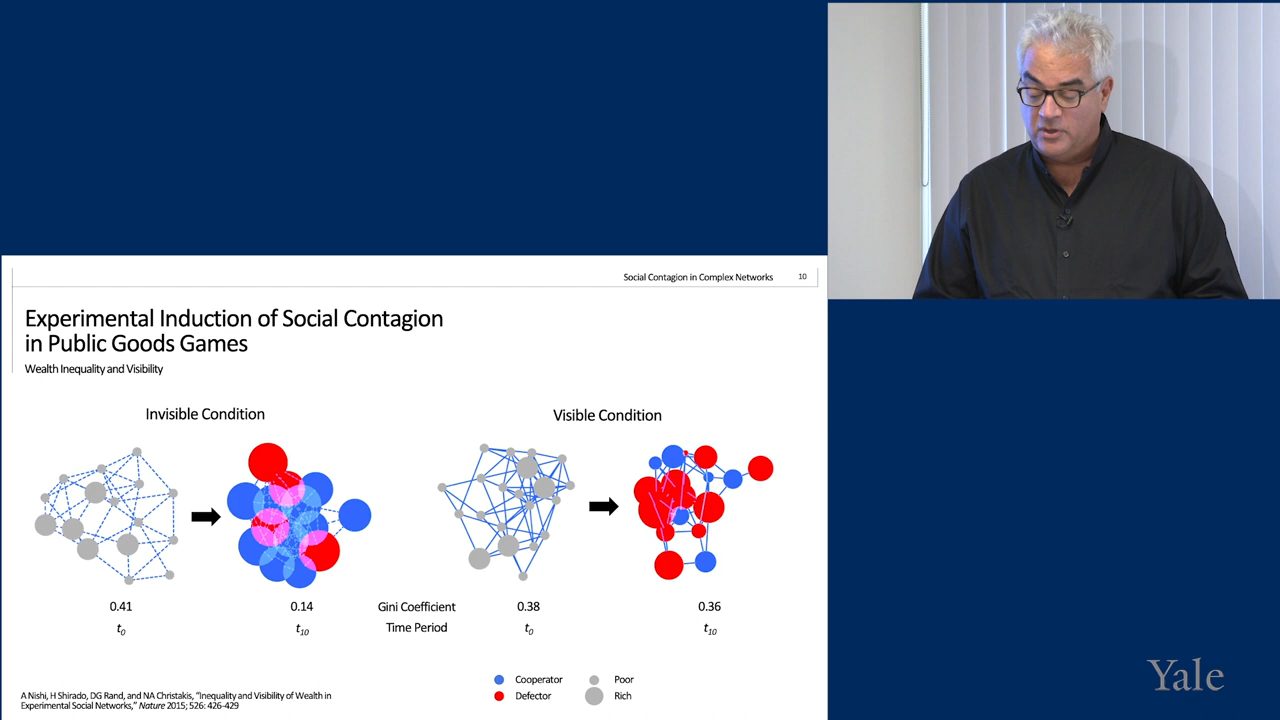 Social Contagion in Complex Networks 10
Experimental Induction of Social Contagion
in Public Goods Games
Wealth Inequality and Visibility
Invisible Condition
Visible Condition
0.41 0.14 Gini Coefficient 0.38 0.36
t0 t10 Time Period t0 t10
Cooperator Poor
Defector Rich
A Nishi, H Shirado, DG Rand, and NA Christakis, "Inequality and Visibility of Wealth in
Experimental Social Networks," Nature 2015; 526: 426-429
Yale